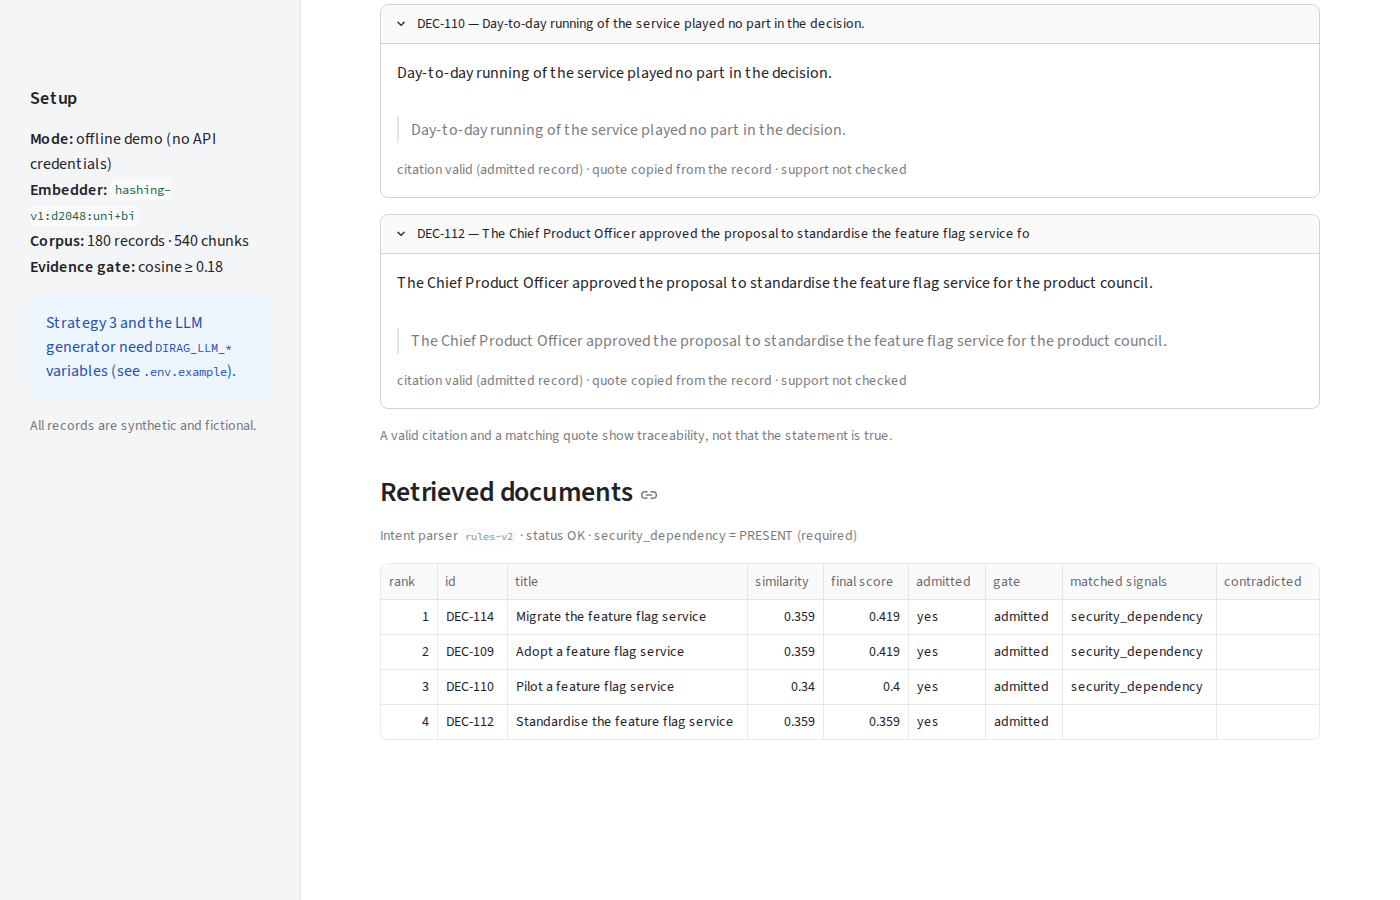 Setup
Mode: offline demo (no API
credentials)
Embedder: hashing-
v1:d2048:uni+bi
Corpus: 180 records · 540 chunks
Evidence gate: cosine ≥ 0.18
Strategy 3 and the LLM
generator need DIRAG_LLM_*
variables (see .env.example).
All records are synthetic and fictional.
DEC-110 — Day-to-day running of the service played no part in the decision.
Day-to-day running of the service played no part in the decision.
Day-to-day running of the service played no part in the decision.
citation valid (admitted record) · quote copied from the record · support not checked
DEC-112 — The Chief Product Officer approved the proposal to standardise the feature flag service fo
The Chief Product Officer approved the proposal to standardise the feature flag service for the product council.
The Chief Product Officer approved the proposal to standardise the feature flag service for the product council.
citation valid (admitted record) · quote copied from the record · support not checked
A valid citation and a matching quote show traceability, not that the statement is true.
Retrieved documents
Intent parser rules-v2 · status OK · security_dependency = PRESENT (required)
rank id title similarity final score admitted gate matched signals contradicted
1 DEC-114 Migrate the feature flag service 0.359 0.419 yes admitted security_dependency
2 DEC-109 Adopt a feature flag service 0.359 0.419 yes admitted security_dependency
3 DEC-110 Pilot a feature flag service 0.34 0.4 yes admitted security_dependency
4 DEC-112 Standardise the feature flag service 0.359 0.359 yes admitted